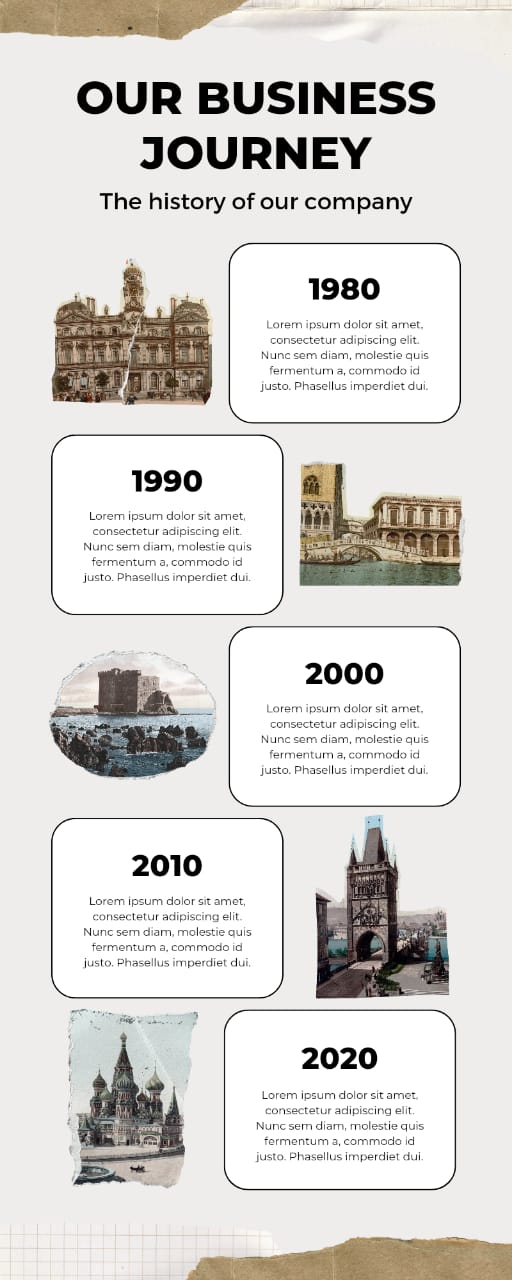 OUR BUSINESS
JOURNEY
The history of our company
1980
Lorem ipsum dolor sit amet,
consectetur adipiscing elit.
Nunc sem diam, molestie quis
fermentum a, commodo id
justo. Phasellus imperdiet dui.
1990
Lorem ipsum dolor sit amet,
consectetur adipiscing elit.
Nunc sem diam, molestie quis
fermentum a, commodo id
justo. Phasellus imperdiet dui.
2000
Lorem ipsum dolor sit amet,
consectetur adipiscing elit.
Nunc sem diam, molestie quis
fermentum a, commodo id
justo. Phasellus imperdiet dui.
2010
Lorem ipsum dolor sit amet,
consectetur adipiscing elit.
Nunc sem diam, molestie quis
fermentum a, commodo id
justo. Phasellus imperdiet dui.
2020
Lorem ipsum dolor sit amet,
consectetur adipiscing elit.
Nunc sem diam, molestie quis
fermentum a, commodo id
justo. Phasellus imperdiet dui.